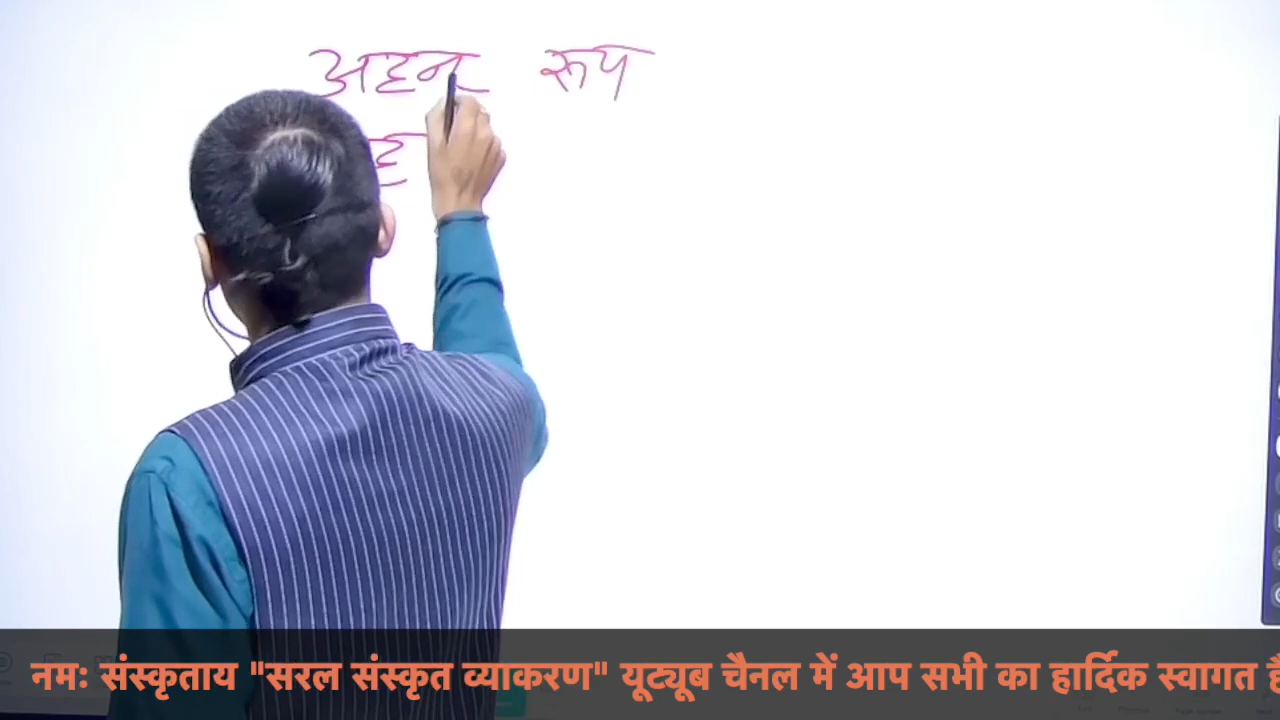 अहन् रूप
ह
नमः संस्कृताय "सरल संस्कृत व्याकरण" यूट्यूब चैनल में आप सभी का हार्दिक स्वागत है